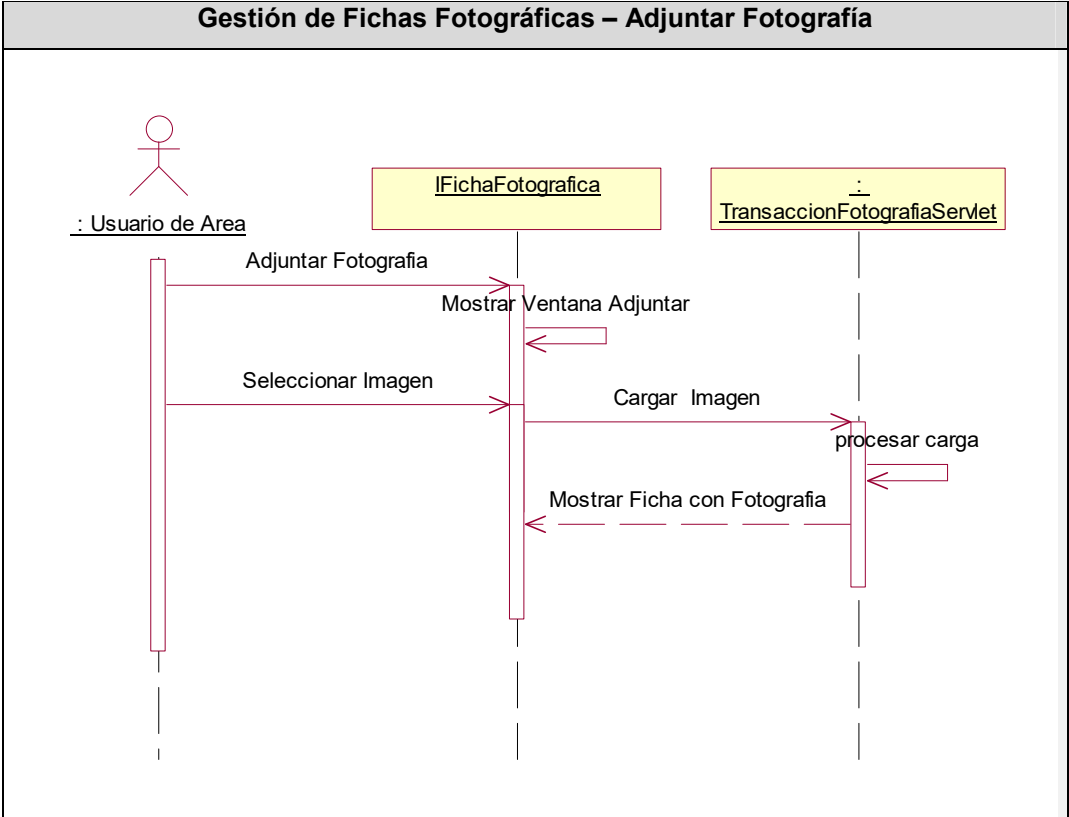 Gestión de Fichas Fotográficas – Adjuntar Fotografía
: Usuario de Area
IFichaFotografica
:
TransaccionFotografiaServlet
Adjuntar Fotografia
Mostrar Ventana Adjuntar
Seleccionar Imagen
Cargar Imagen
procesar carga
Mostrar Ficha con Fotografia